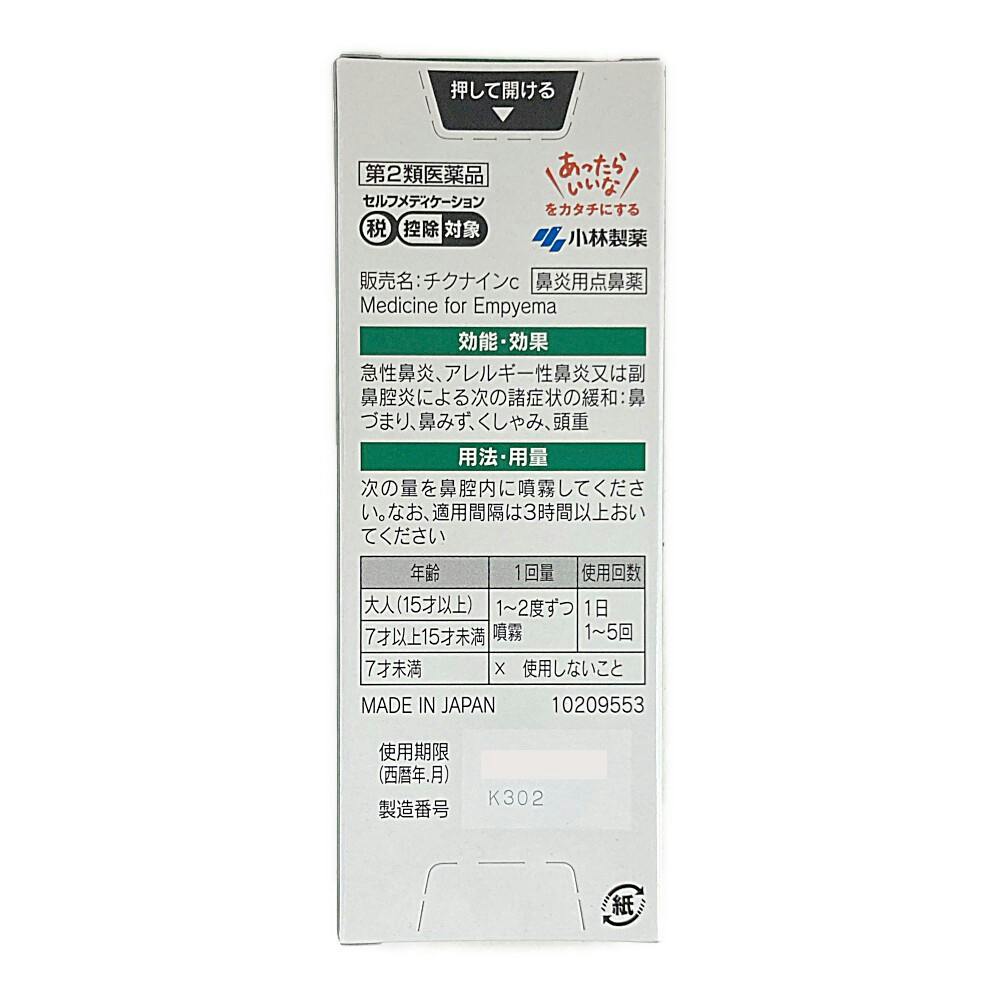 押して開ける
第2類医薬品
セルフメディケーション
税 控除 対象
あったら
いいな
をカタチにする
小林製薬
販売名:チクナインc 鼻炎用点鼻薬
Medicine for Empyema
効能・効果
急性鼻炎、アレルギー性鼻炎又は副
鼻腔炎による次の諸症状の緩和:鼻
づまり、鼻みず、くしゃみ、頭重
用法・用量
次の量を鼻腔内に噴霧してくださ
い。なお、適用間隔は3時間以上おい
てください
年齢 1回量 使用回数
大人(15才以上) 1〜2度ずつ 1日
7才以上15才未満 噴霧 1〜5回
7才未満 × 使用しないこと
MADE IN JAPAN 10209553
使用期限
(西暦年.月)
K302
製造番号
紙